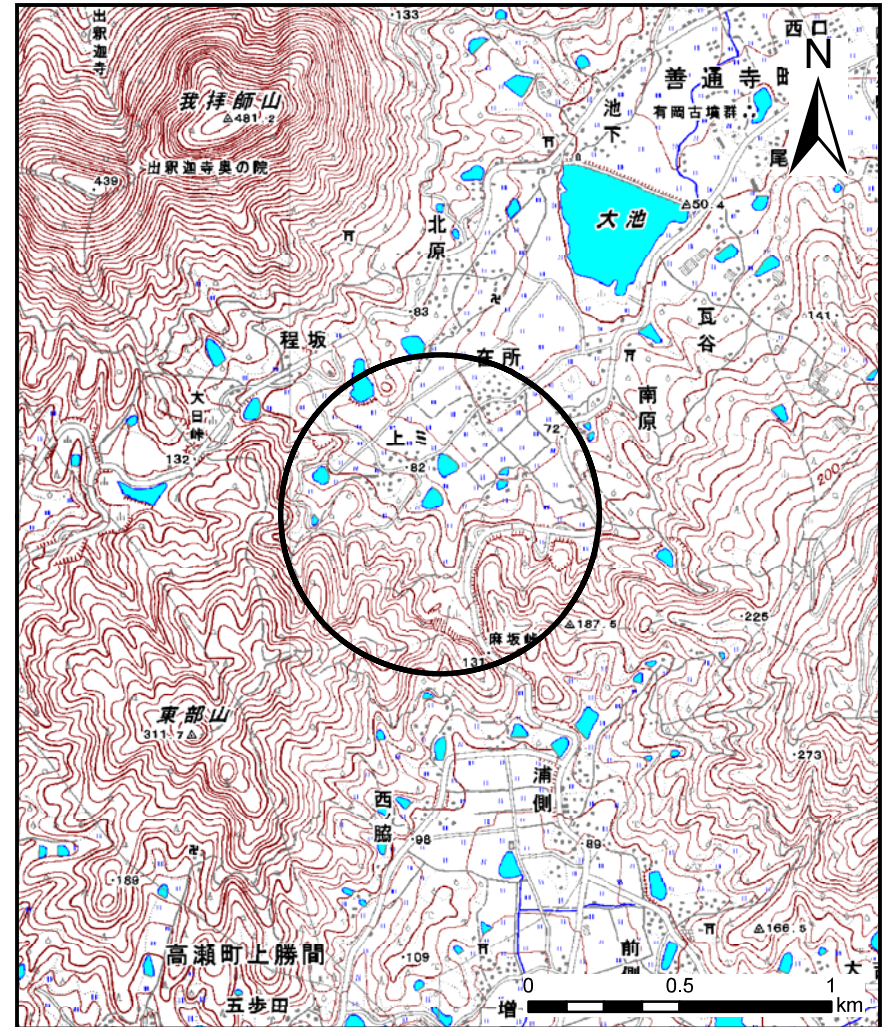 出釈迦寺
133
西口
N
我拝師山
481.2
善通寺町
池下
有岡古墳群
尾
出釈迦寺奥の院
439
50.4
大池
北原
83
瓦谷
141
程坂
在所
大日峠
南原
72
上ミ
132
82
200
麻坂峠
187.5
225
131
東部山
311.7
273
浦側
西脇
98
89
189
166.5
高瀬町上勝間
109
前側
大
五歩田
増
0
0.5
1
km